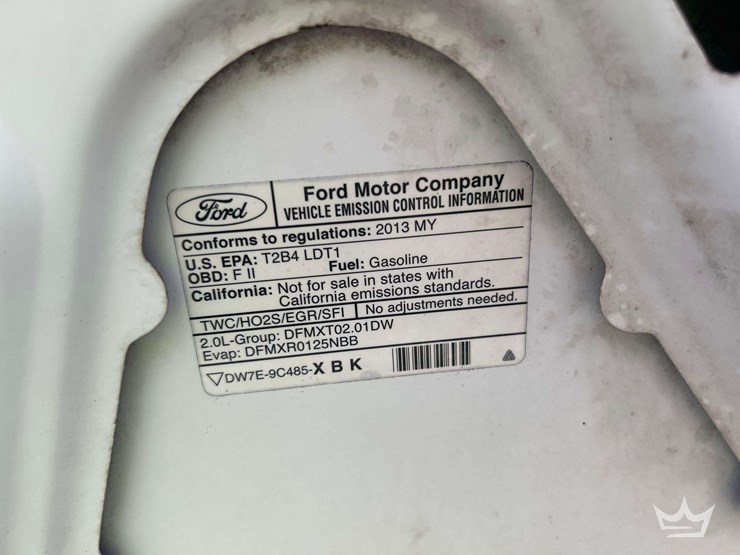 Ford
Ford Motor Company
VEHICLE EMISSION CONTROL INFORMATION
Conforms to regulations: 2013 MY
U.S. EPA: T2B4 LDT1
OBD: F II Fuel: Gasoline
California: Not for sale in states with
California emissions standards.
TWC/HO2S/EGR/SFI No adjustments needed.
2.0L-Group: DFMXT02.01DW
Evap: DFMXR0125NBB
DW7E-9C485-X B K